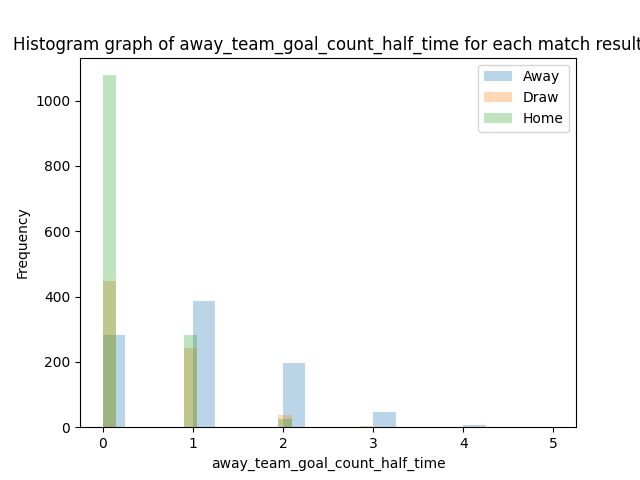 Histogram graph of away_team_goal_count_half_time for each match result
Away
Draw
Home
1000
800
600
400
200
0
Frequency
0 1 2 3 4 5
away_team_goal_count_half_time